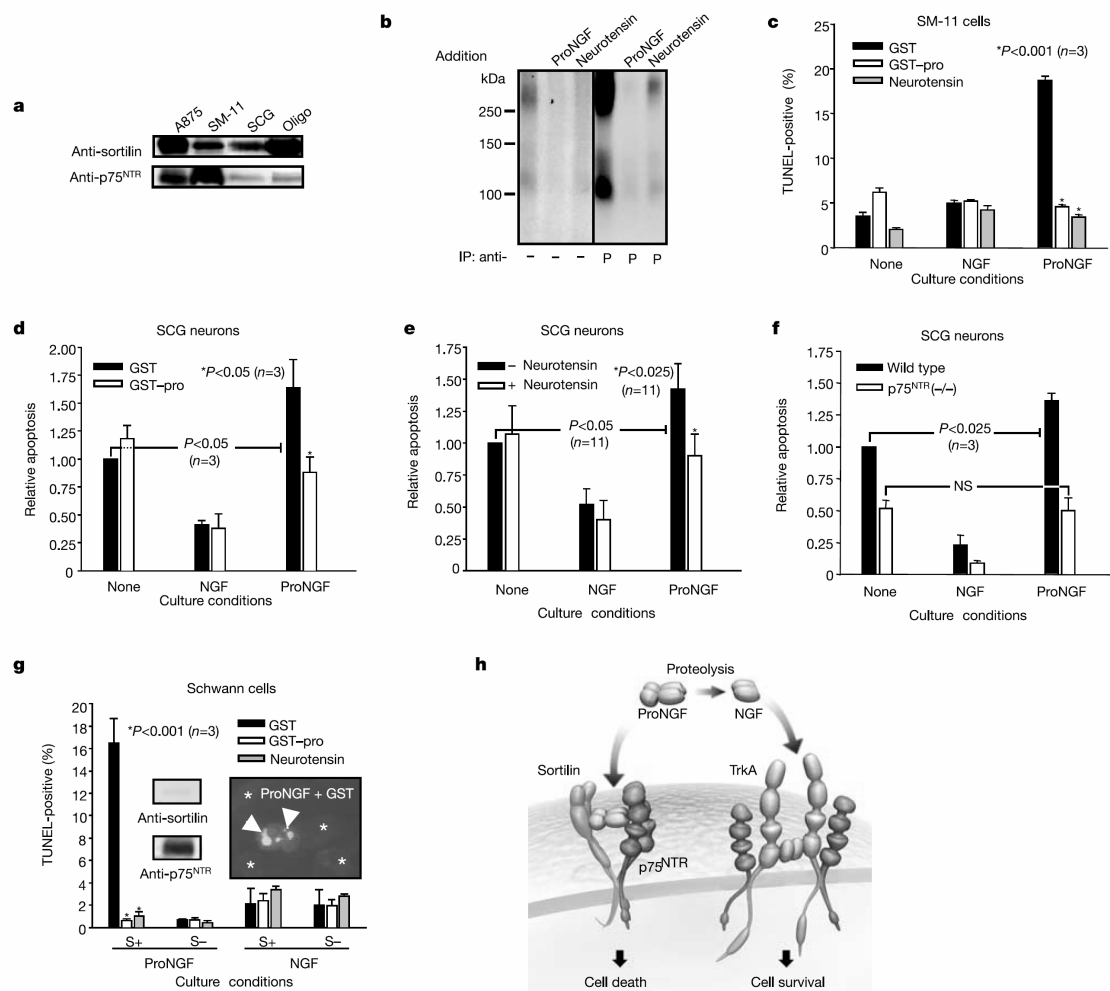 a
A875
SM-11
SCG
Oligo
Anti-sortilin
Anti-p75NTR
b
Addition
ProNGF
Neurotensin
ProNGF
Neurotensin
kDa
250
150
100
IP: anti-
– – – P P P
c
SM-11 cells
GST
GST–pro
Neurotensin
*P<0.001 (n=3)
TUNEL-positive (%)
25
20
15
10
5
0
* *
None NGF ProNGF
Culture conditions
d
SCG neurons
GST
GST–pro
*P<0.05 (n=3)
P<0.05
(n=3)
*
Relative apoptosis
2.00
1.75
1.50
1.25
1.00
0.75
0.50
0.25
0
None NGF ProNGF
Culture conditions
e
SCG neurons
– Neurotensin
+ Neurotensin
*P<0.025)
(n=11)
P<0.05
(n=11)
*
Relative apoptosis
1.75
1.50
1.25
1.00
0.75
0.50
0.25
0
None NGF ProNGF
Culture conditions
f
SCG neurons
Wild type
p75NTR(–/–)
P<0.025
(n=3)
NS
Relative apoptosis
1.75
1.50
1.25
1.00
0.75
0.50
0.25
0
None NGF ProNGF
Culture conditions
g
Schwann cells
*P<0.001 (n=3)
GST
GST–pro
Neurotensin
TUNEL-positive (%)
20
18
16
14
12
10
8
6
4
2
0
Anti-sortilin
Anti-p75NTR
* ProNGF + GST
*
* *
* *
S+ S– S+ S–
ProNGF NGF
Culture conditions
h
Proteolysis
ProNGF NGF
Sortilin
TrkA
p75NTR
Cell death
Cell survival